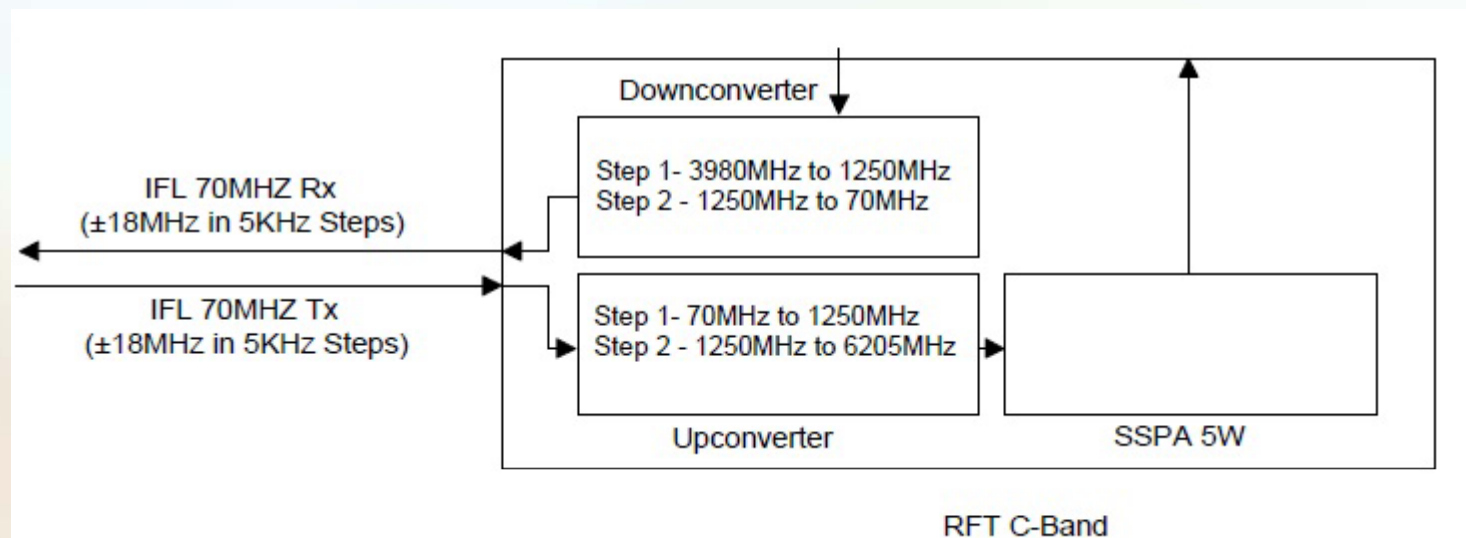 Downconverter
Step 1- 3980MHz to 1250MHz
Step 2 - 1250MHz to 70MHz
IFL 70MHZ Rx
(±18MHz in 5KHz Steps)
IFL 70MHZ Tx
(±18MHz in 5KHz Steps)
Step 1- 70MHz to 1250MHz
Step 2 - 1250MHz to 6205MHz
Upconverter
SSPA 5W
RFT C-Band